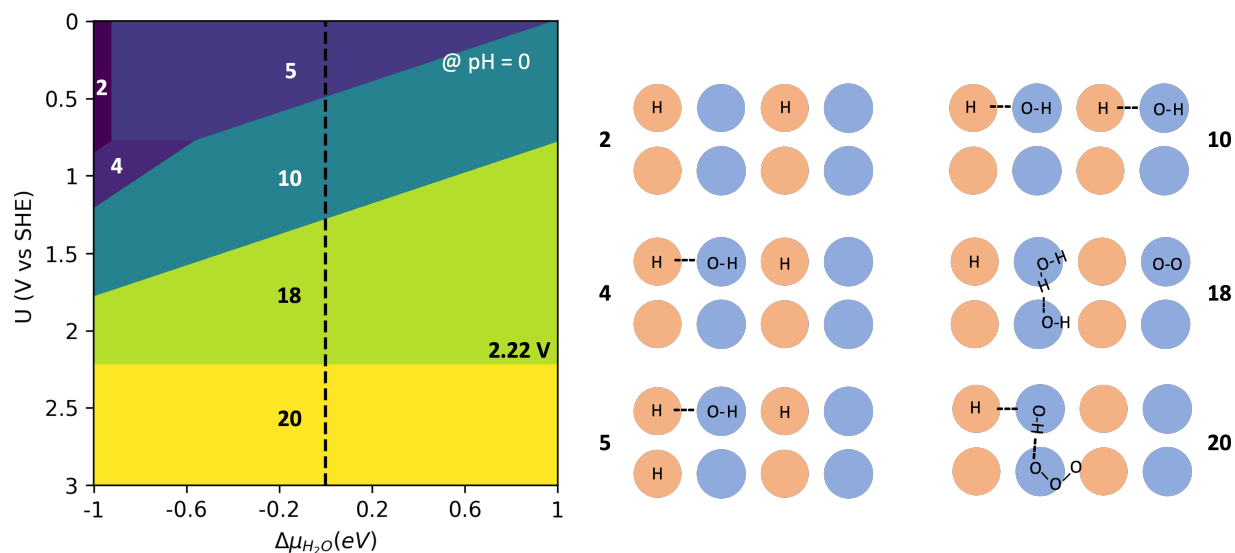 0
0.5
1
1.5
2
2.5
3
U (V vs SHE)
-1
-0.6
-0.2
0.2
0.6
1
Δμ_{H_2O}(eV)
2
5
@ pH = 0
4
10
18
2.22 V
20
2
H
H
4
H
O-H
H
5
H
O-H
H
H
10
H
O-H
H
O-H
18
H
O-H
H
O-H
O-O
20
H
O-H
O
O
O